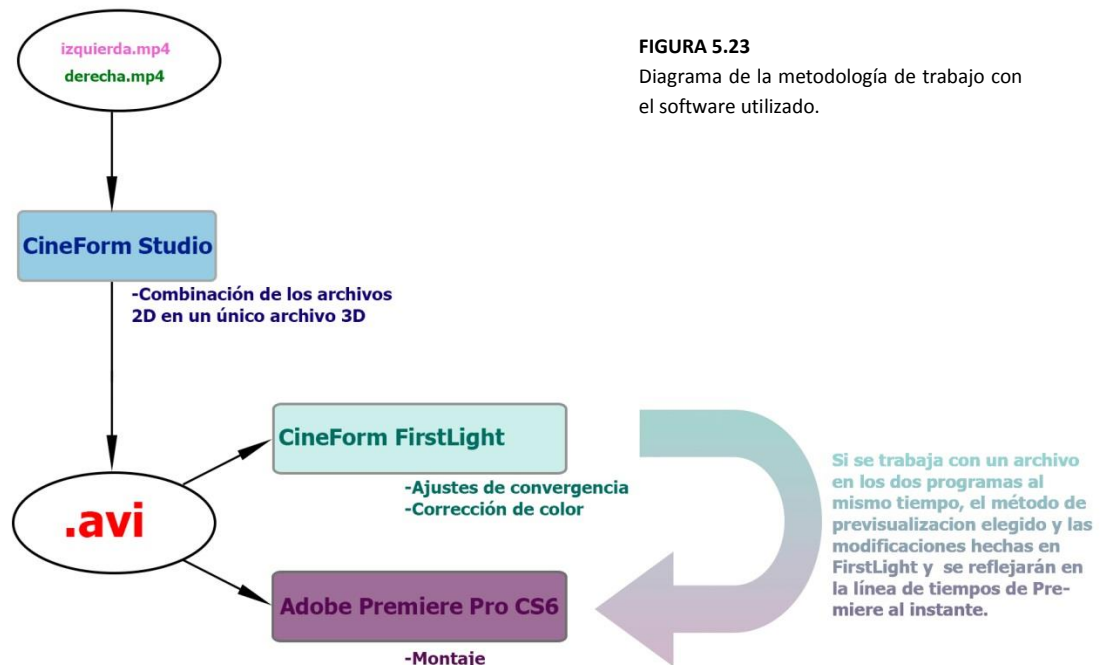 izquierda.mp4
derecha.mp4
FIGURA 5.23
Diagrama de la metodología de trabajo con
el software utilizado.
CineForm Studio
-Combinación de los archivos
2D en un único archivo 3D
.avi
CineForm FirstLight
-Ajustes de convergencia
-Corrección de color
Adobe Premiere Pro CS6
-Montaje
Si se trabaja con un archivo
en los dos programas al
mismo tiempo, el método de
previsualizacion elegido y las
modificaciones hechas en
FirstLight y  se reflejarán en
la línea de tiempos de Pre-
miere al instante.